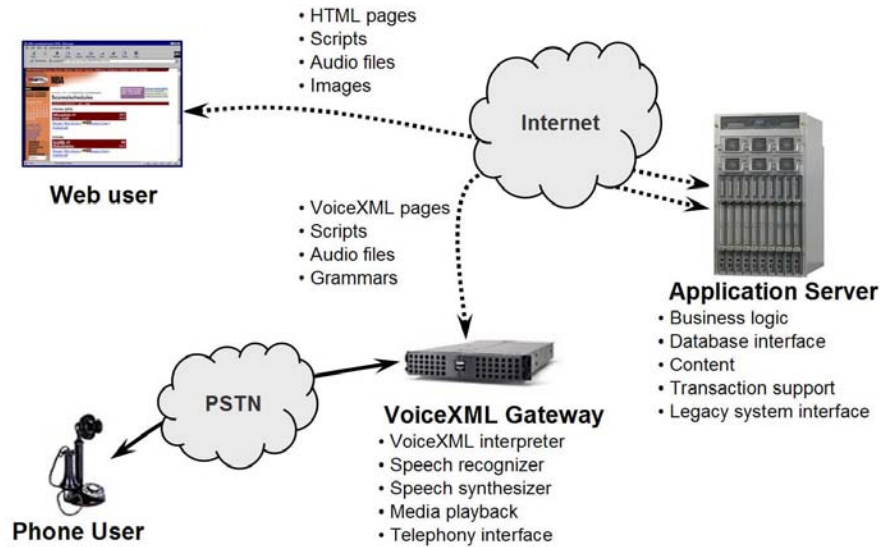 • HTML pages
• Scripts
• Audio files
• Images
Internet
Web user
• VoiceXML pages
• Scripts
• Audio files
• Grammars
Application Server
• Business logic
• Database interface
• Content
• Transaction support
• Legacy system interface
PSTN
VoiceXML Gateway
• VoiceXML interpreter
• Speech recognizer
• Speech synthesizer
• Media playback
• Telephony interface
Phone User